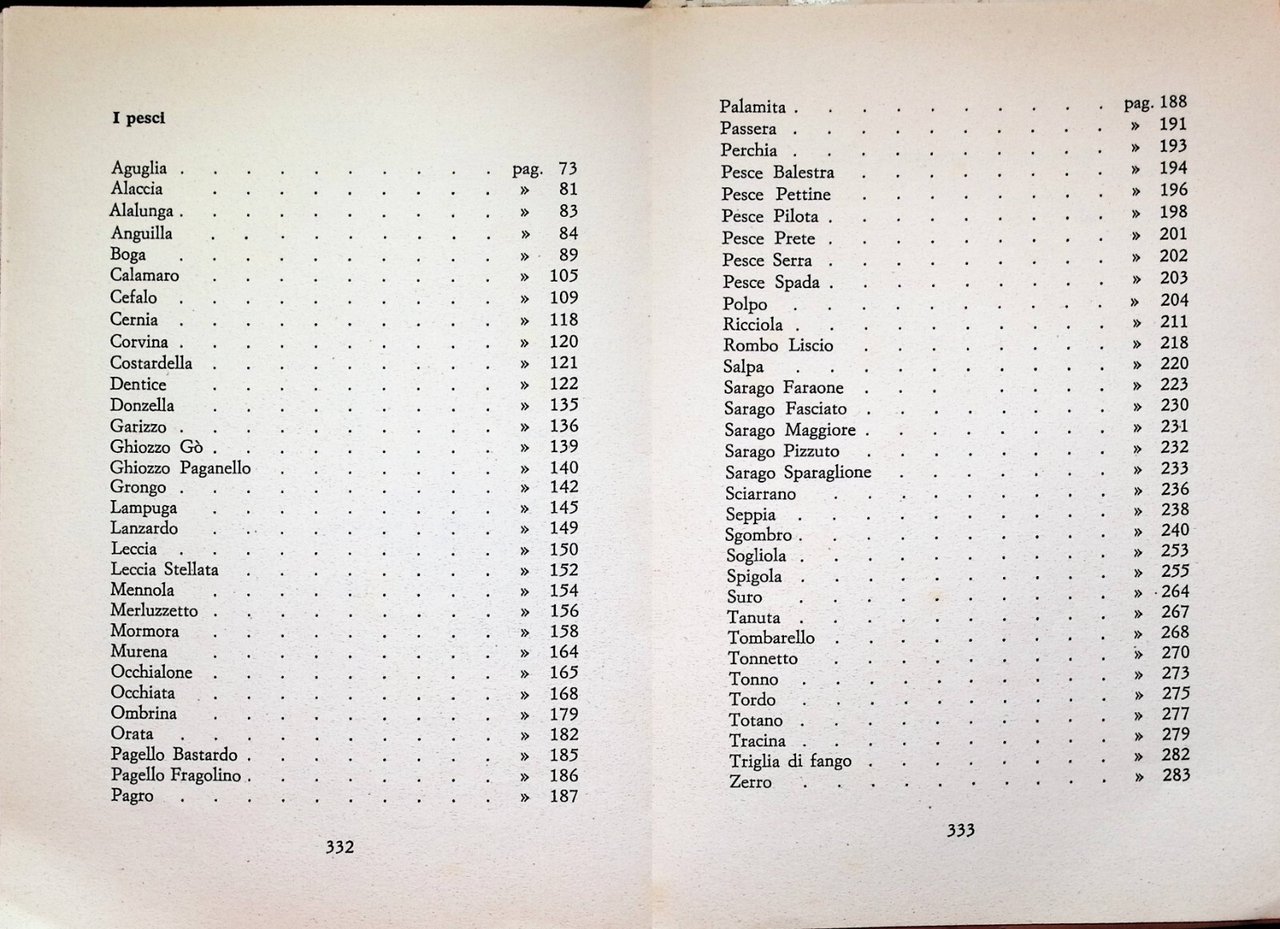 I pesci
Aguglia . . . . . . . . . . pag. 73
Alaccia . . . . . . . . . » 81
Alalunga . . . . . . . . . . » 83
Anguilla . . . . . . . . . » 84
Boga . . . . . . . . . . » 89
Calamaro . . . . . . . . . » 105
Cefalo . . . . . . . . . . » 109
Cernia . . . . . . . . . . » 118
Corvina . . . . . . . . . . » 120
Costardella . . . . . . . . . » 121
Dentice . . . . . . . . . » 122
Donzella . . . . . . . . . » 135
Garizzo . . . . . . . . . . » 136
Ghiozzo Gò . . . . . . . . . » 139
Ghiozzo Paganello . . . . . . . » 140
Grongo . . . . . . . . . . » 142
Lampuga . . . . . . . . . » 145
Lanzardo . . . . . . . . . » 149
Leccia . . . . . . . . . . » 150
Leccia Stellata . . . . . . . . » 152
Mennola . . . . . . . . . » 154
Merluzzetto . . . . . . . . . » 156
Mormora . . . . . . . . . » 158
Murena . . . . . . . . . » 164
Occhialone . . . . . . . . . » 165
Occhiata . . . . . . . . . » 168
Ombrina . . . . . . . . . » 179
Orata . . . . . . . . . . » 182
Pagello Bastardo . . . . . . . . » 185
Pagello Fragolino . . . . . . . . » 186
Pagro . . . . . . . . . . » 187
332
Palamita . . . . . . . . . . pag. 188
Passera . . . . . . . . . . » 191
Perchia . . . . . . . . . . » 193
Pesce Balestra . . . . . . . . » 194
Pesce Pettine . . . . . . . . » 196
Pesce Pilota . . . . . . . . . » 198
Pesce Prete . . . . . . . . . » 201
Pesce Serra . . . . . . . . . » 202
Pesce Spada . . . . . . . . . » 203
Polpo . . . . . . . . . . » 204
Ricciola . . . . . . . . . . » 211
Rombo Liscio . . . . . . . . » 218
Salpa . . . . . . . . . . » 220
Sarago Faraone . . . . . . . . » 223
Sarago Fasciato . . . . . . . . » 230
Sarago Maggiore . . . . . . . . » 231
Sarago Pizzuto . . . . . . . . » 232
Sarago Sparaglione . . . . . . . » 233
Sciarrano . . . . . . . . . » 236
Seppia . . . . . . . . . . » 238
Sgombro . . . . . . . . . . » 240
Sogliola . . . . . . . . . . » 253
Spigola . . . . . . . . . . » 255
Suro . . . . . . . . . . » 264
Tanuta . . . . . . . . . . » 267
Tombarello . . . . . . . . . » 268
Tonnetto . . . . . . . . . » 270
Tonno . . . . . . . . . . » 273
Tordo . . . . . . . . . . » 275
Totano . . . . . . . . . . » 277
Tracina . . . . . . . . . . » 279
Triglia di fango . . . . . . . . » 282
Zerro . . . . . . . . . . » 283
333